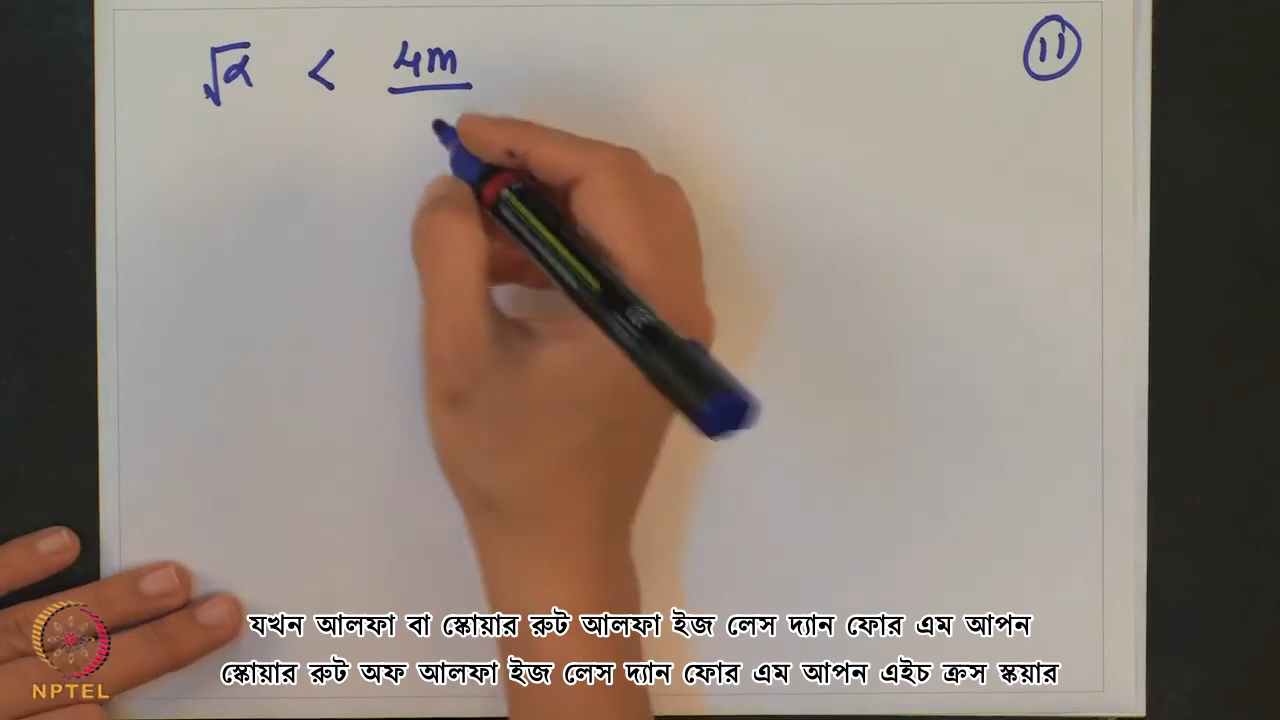 √α < 4m
11
যখন আলফা বা স্কোয়ার রুট আলফা ইজ লেস দ্যান ফোর এম আপন
স্কোয়ার রুট অফ আলফা ইজ লেস দ্যান ফোর এম আপন এইচ ক্রস স্কয়ার
NPTEL